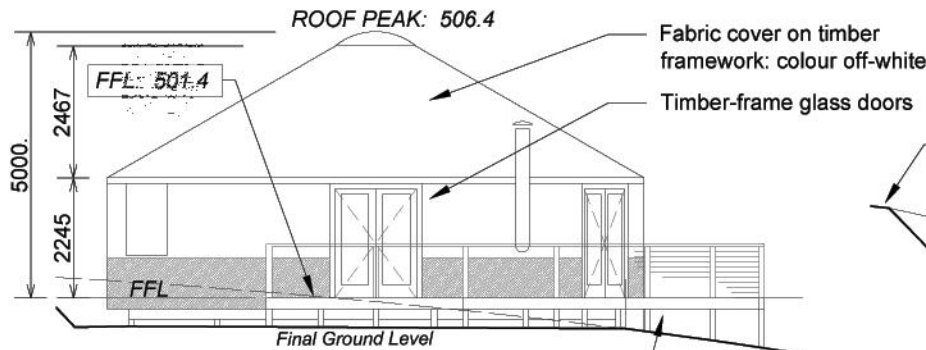 ROOF PEAK: 506.4
Fabric cover on timber
framework: colour off-white
FFL: 501.4
Timber-frame glass doors
2467
5000.
2245
FFL
Final Ground Level